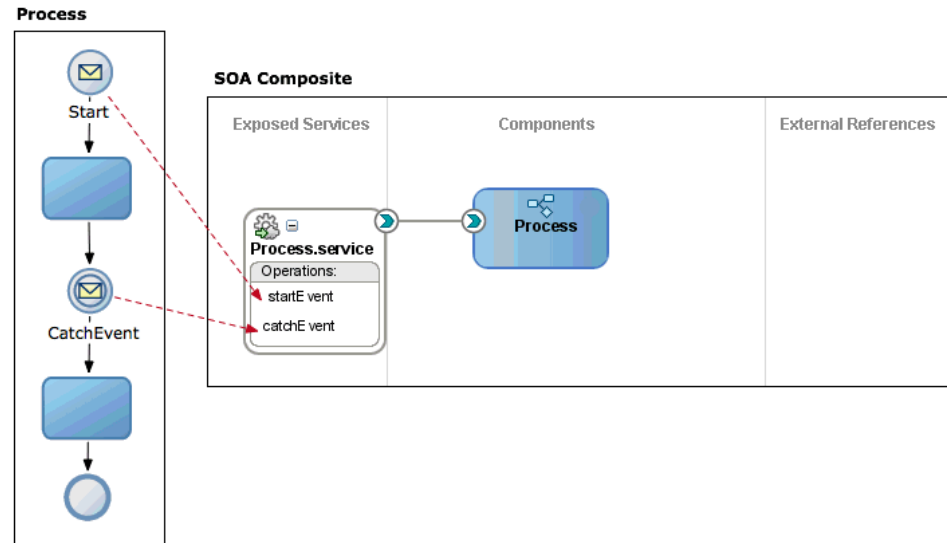 Process
Start
CatchEvent
SOA Composite
Exposed Services
Components
External References
Process.service
Operations:
startE vent
catchE vent
Process